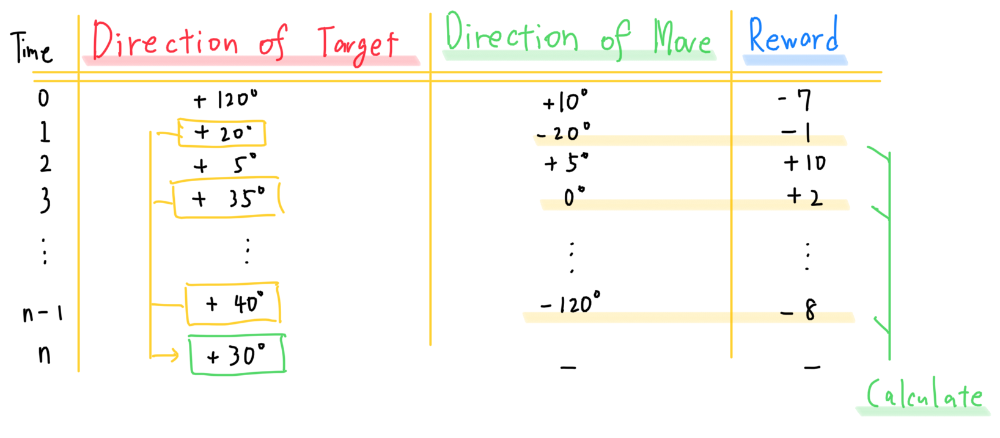 Time Direction of Target Direction of Move Reward
0 + 120° +10° - 7
1 + 20° - 20° - 1
2 + 5° + 5° + 10
3 + 35° 0° + 2
⋮ ⋮ ⋮ ⋮
n - 1 + 40° - 120° - 8
n + 30° - -
Calculate